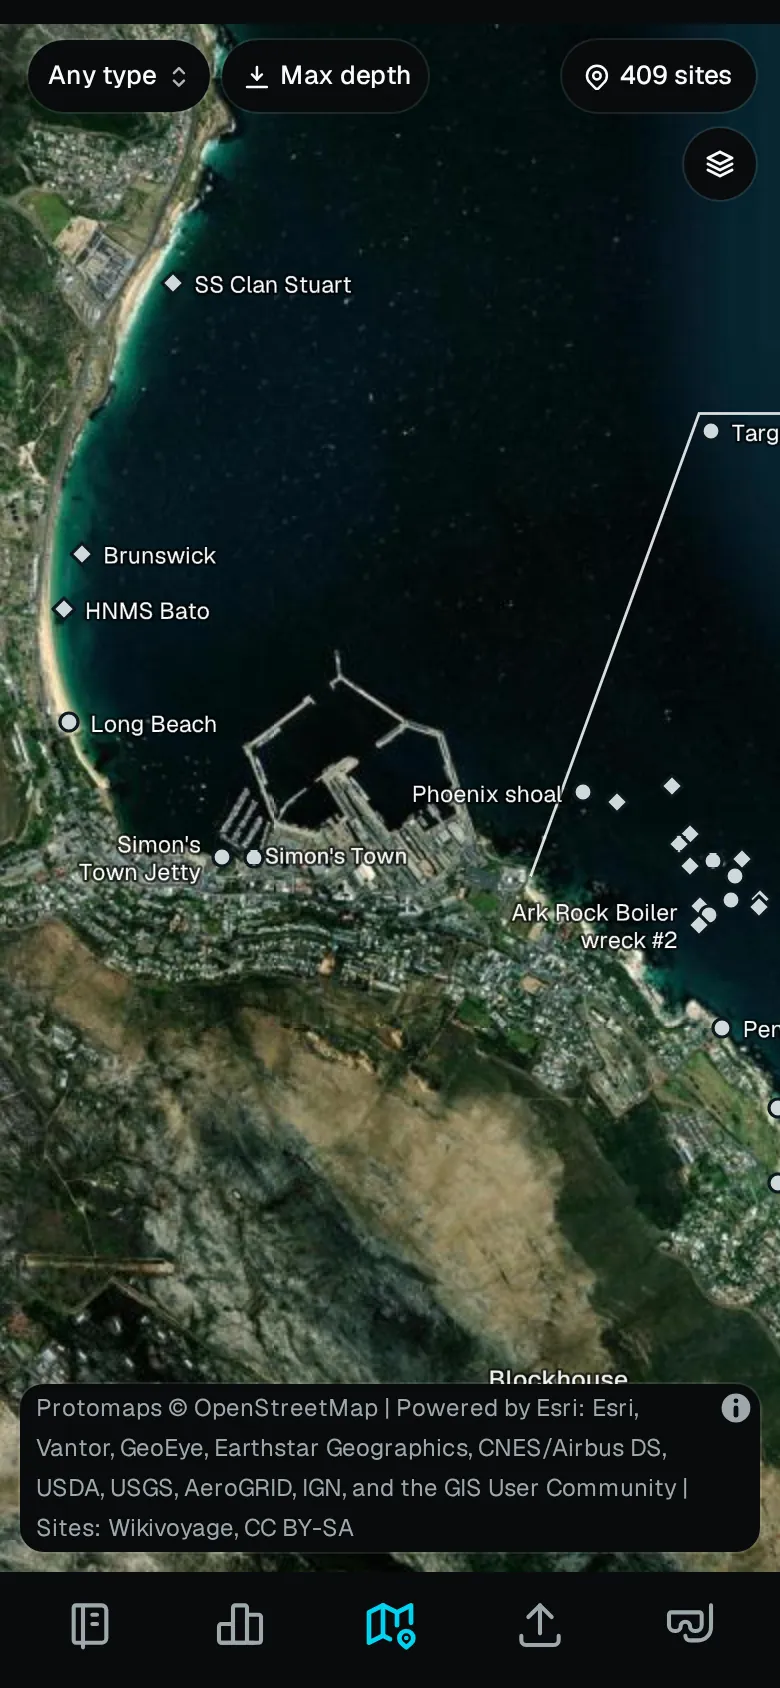 Any type
Max depth
409 sites
SS Clan Stuart
Targ
Brunswick
HNMS Bato
Long Beach
Phoenix shoal
Simon's
Town Jetty
Simon's Town
Ark Rock Boiler
wreck #2
Pen
Blockhouse
Protomaps © OpenStreetMap | Powered by Esri: Esri,
Vantor, GeoEye, Earthstar Geographics, CNES/Airbus DS,
USDA, USGS, AeroGRID, IGN, and the GIS User Community |
Sites: Wikivoyage, CC BY-SA